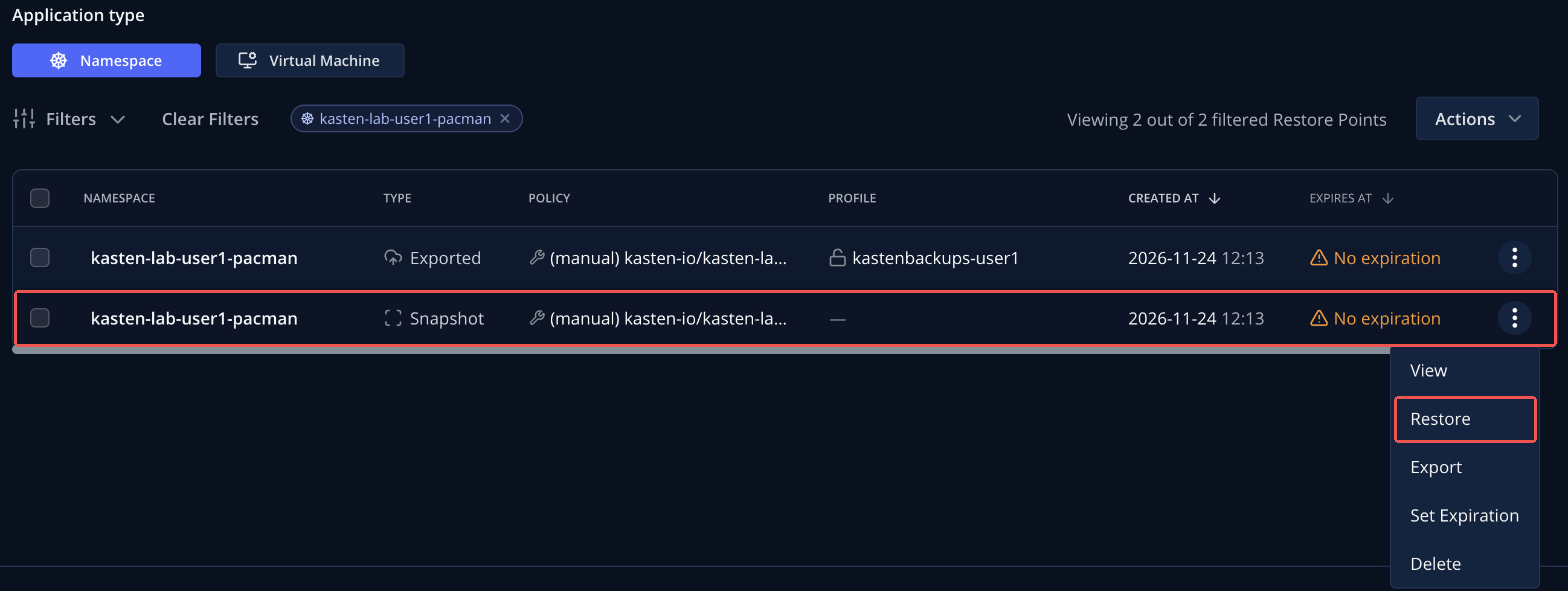 Application type
Namespace Virtual Machine
Filters Clear Filters kasten-lab-user1-pacman Viewing 2 out of 2 filtered Restore Points Actions
NAMESPACE TYPE POLICY PROFILE CREATED AT EXPIRES AT
kasten-lab-user1-pacman Exported (manual) kasten-io/kasten-la... kastenbackups-user1 2026-11-24 12:13 No expiration
kasten-lab-user1-pacman Snapshot (manual) kasten-io/kasten-la... — 2026-11-24 12:13 No expiration
View
Restore
Export
Set Expiration
Delete